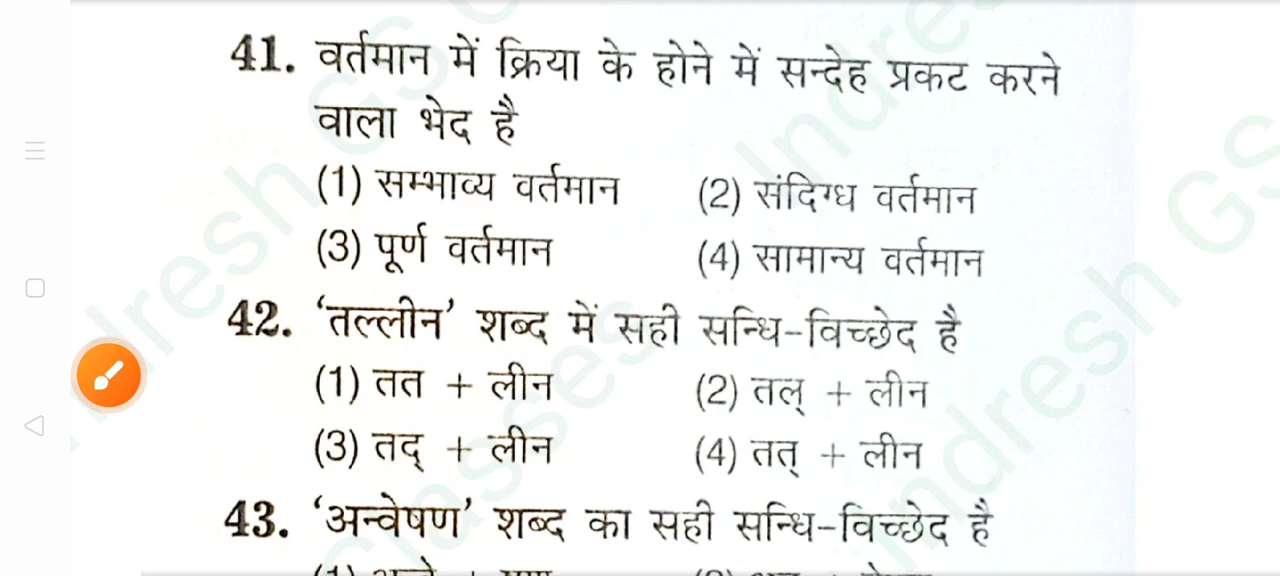 41. वर्तमान में क्रिया के होने में सन्देह प्रकट करने
वाला भेद है
(1) सम्भाव्य वर्तमान (2) संदिग्ध वर्तमान
(3) पूर्ण वर्तमान (4) सामान्य वर्तमान
42. ‘तल्लीन’ शब्द में सही सन्धि-विच्छेद है
(1) तत + लीन (2) तल् + लीन
(3) तद् + लीन (4) तत् + लीन
43. ‘अन्वेषण’ शब्द का सही सन्धि-विच्छेद है